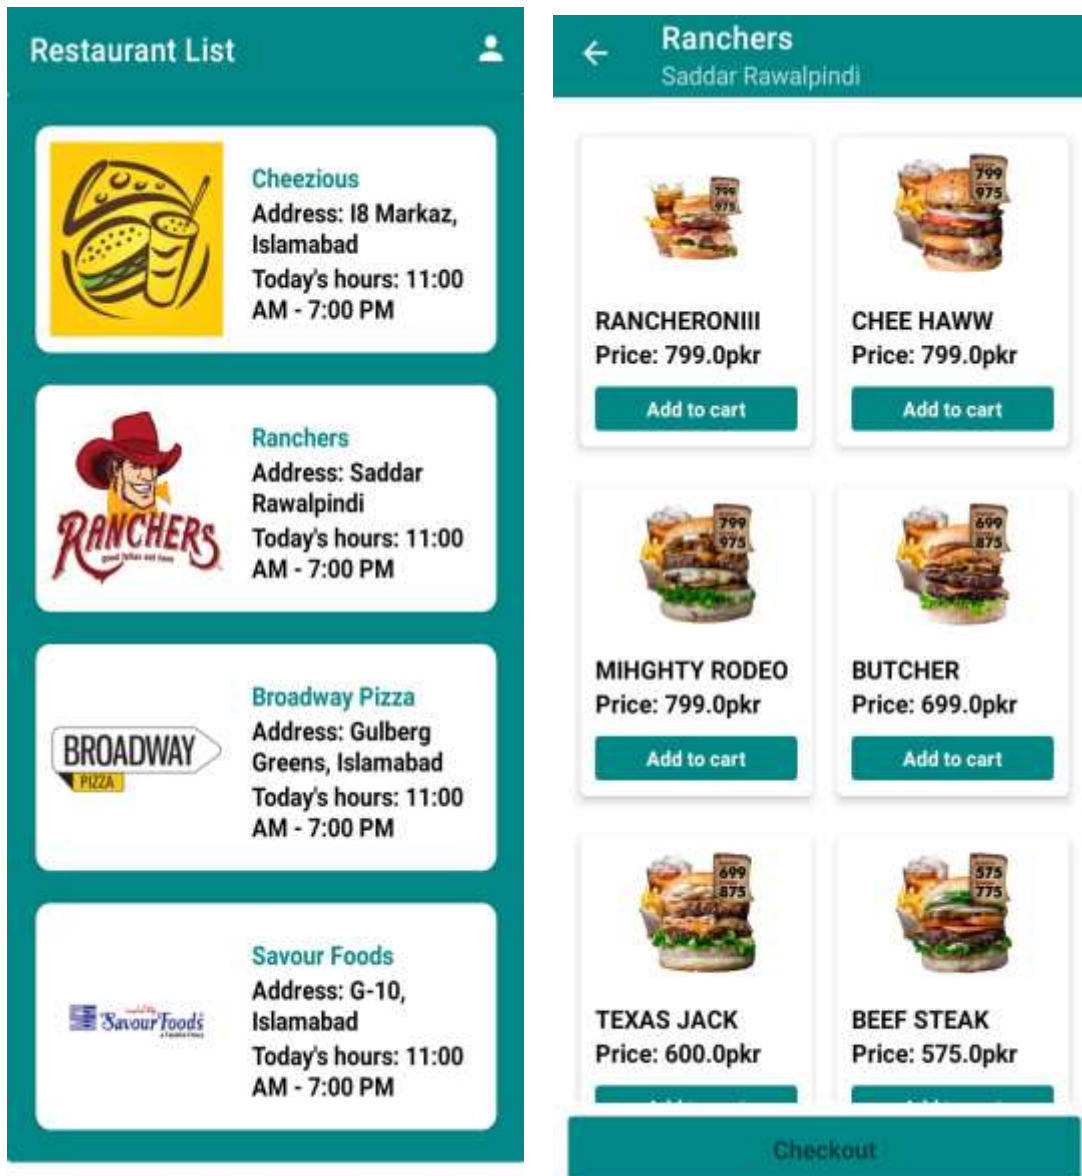 Restaurant List
Cheezious
Address: I8 Markaz,
Islamabad
Today's hours: 11:00
AM - 7:00 PM
RANCHERS
Ranchers
Address: Saddar
Rawalpindi
Today's hours: 11:00
AM - 7:00 PM
BROADWAY
PIZZA
Broadway Pizza
Address: Gulberg
Greens, Islamabad
Today's hours: 11:00
AM - 7:00 PM
Savour Foods
Savour Foods
Address: G-10,
Islamabad
Today's hours: 11:00
AM - 7:00 PM
Ranchers
Saddar Rawalpindi
799
975
RANCHERONIII
Price: 799.0pkr
Add to cart
799
975
CHEE HAWW
Price: 799.0pkr
Add to cart
799
975
MIHGHTY RODEO
Price: 799.0pkr
Add to cart
699
875
BUTCHER
Price: 699.0pkr
Add to cart
699
875
TEXAS JACK
Price: 600.0pkr
575
775
BEEF STEAK
Price: 575.0pkr
Checkout